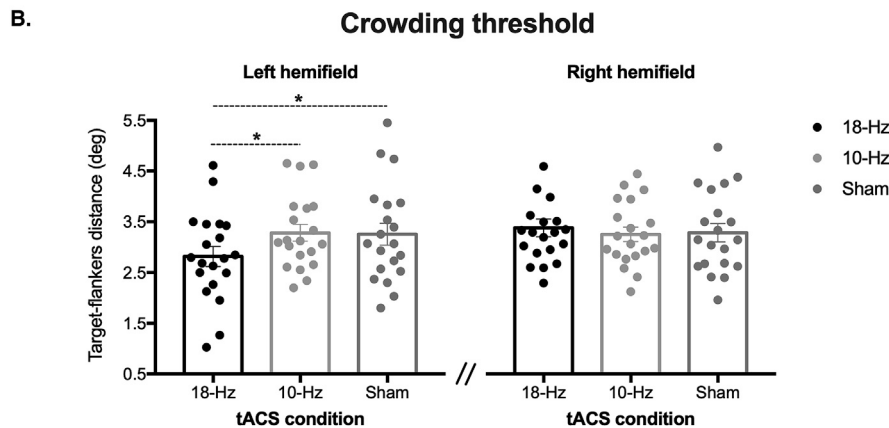 B.
Crowding threshold
Left hemifield
Right hemifield
*
*
Target-flankers distance (deg)
5.5
4.5
3.5
2.5
1.5
0.5
18-Hz 10-Hz Sham
tACS condition
//
18-Hz 10-Hz Sham
tACS condition
18-Hz
10-Hz
Sham